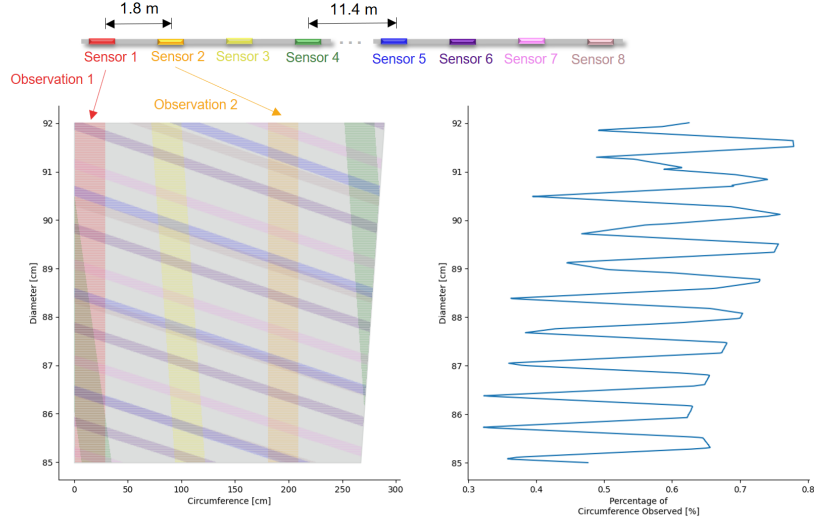 1.8 m
11.4 m
Sensor 1
Sensor 2
Sensor 3
Sensor 4
Sensor 5
Sensor 6
Sensor 7
Sensor 8
Observation 1
Observation 2
92
91
90
89
88
87
86
85
Diameter [cm]
0
50
100
150
200
250
300
Circumference [cm]
92
91
90
89
88
87
86
85
Diameter [cm]
0.3
0.4
0.5
0.6
0.7
0.8
Percentage of
Circumference Observed [%]